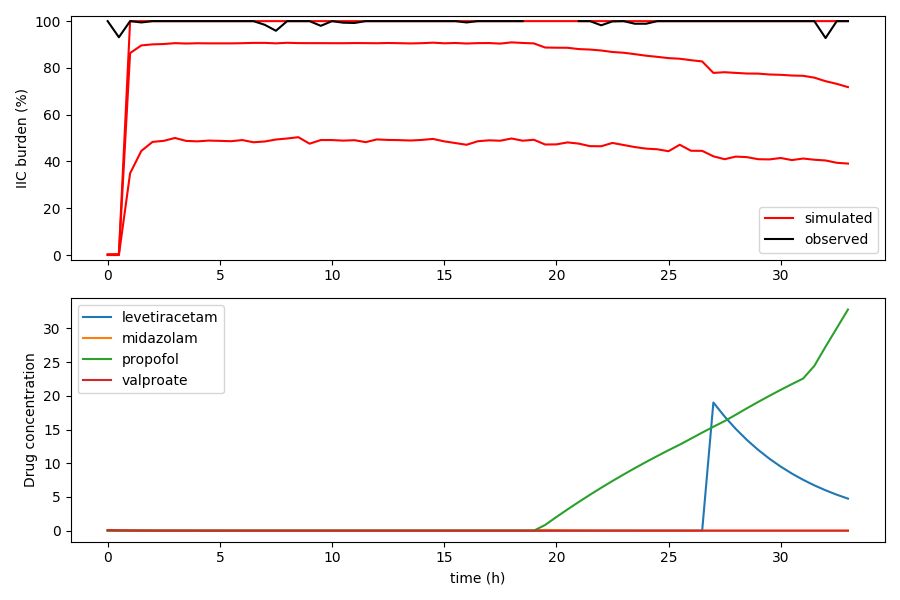 IIC burden (%)
100
80
60
40
20
0
simulated
observed
0 5 10 15 20 25 30
Drug concentration
30
25
20
15
10
5
0
levetiracetam
midazolam
propofol
valproate
0 5 10 15 20 25 30
time (h)